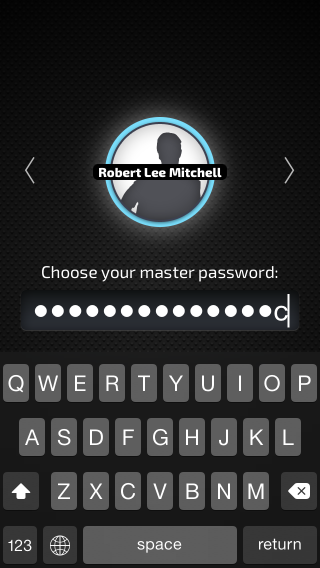 Robert Lee Mitchell
Choose your master password:
●●●●●●●●●●●●●●c
Q W E R T Y U I O P
A S D F G H J K L
Z X C V B N M
123 space return